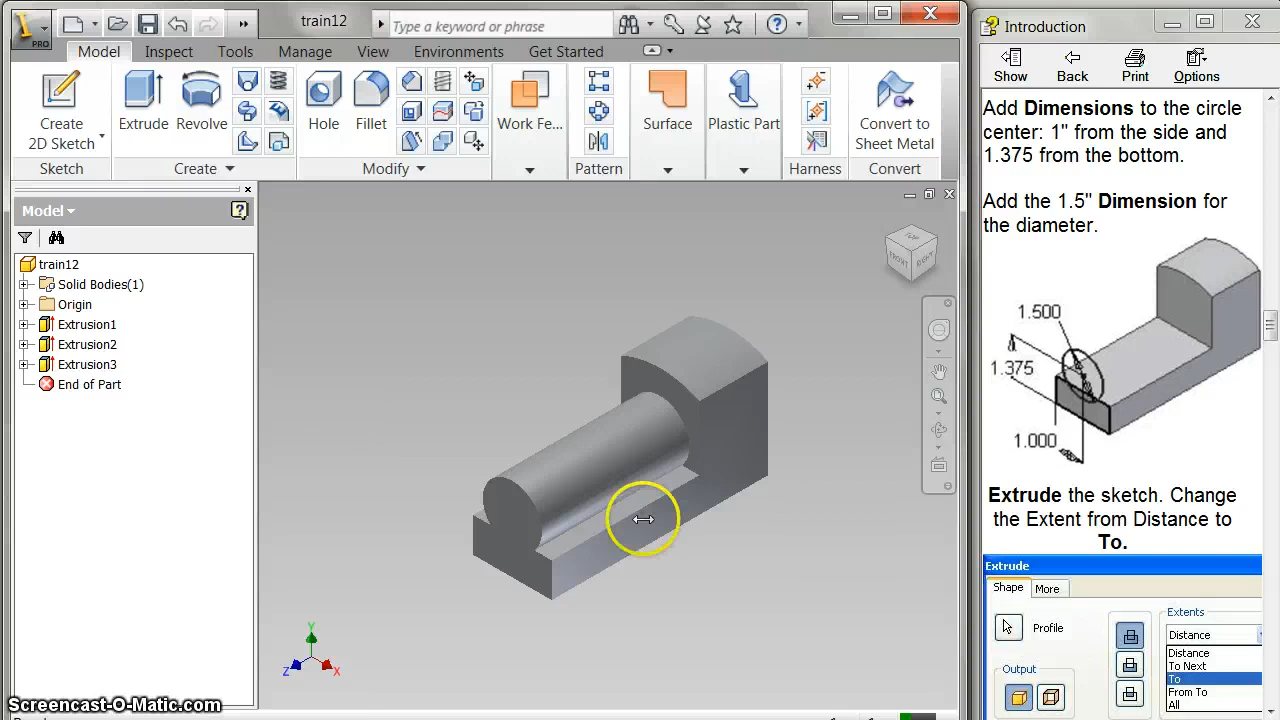 train12
Type a keyword or phrase
PRO
Model Inspect Tools Manage View Environments Get Started
Create
2D Sketch
Extrude
Revolve
Hole
Fillet
Work Fe...
Surface
Plastic Part
Convert to
Sheet Metal
Sketch
Create
Modify
Pattern
Harness
Convert
Model
train12
Solid Bodies(1)
Origin
Extrusion1
Extrusion2
Extrusion3
End of Part
TOP
FRONT
RIGHT
Y
Z
X
Screencast-O-Matic.com
Introduction
Show
Back
Print
Options
Add Dimensions to the circle
center: 1" from the side and
1.375 from the bottom.
Add the 1.5" Dimension for
the diameter.
1.500
1.375
1.000
Extrude the sketch. Change
the Extent from Distance to
To.
Extrude
Shape More
Profile
Output
Extents
Distance
Distance
To Next
To
From To
All